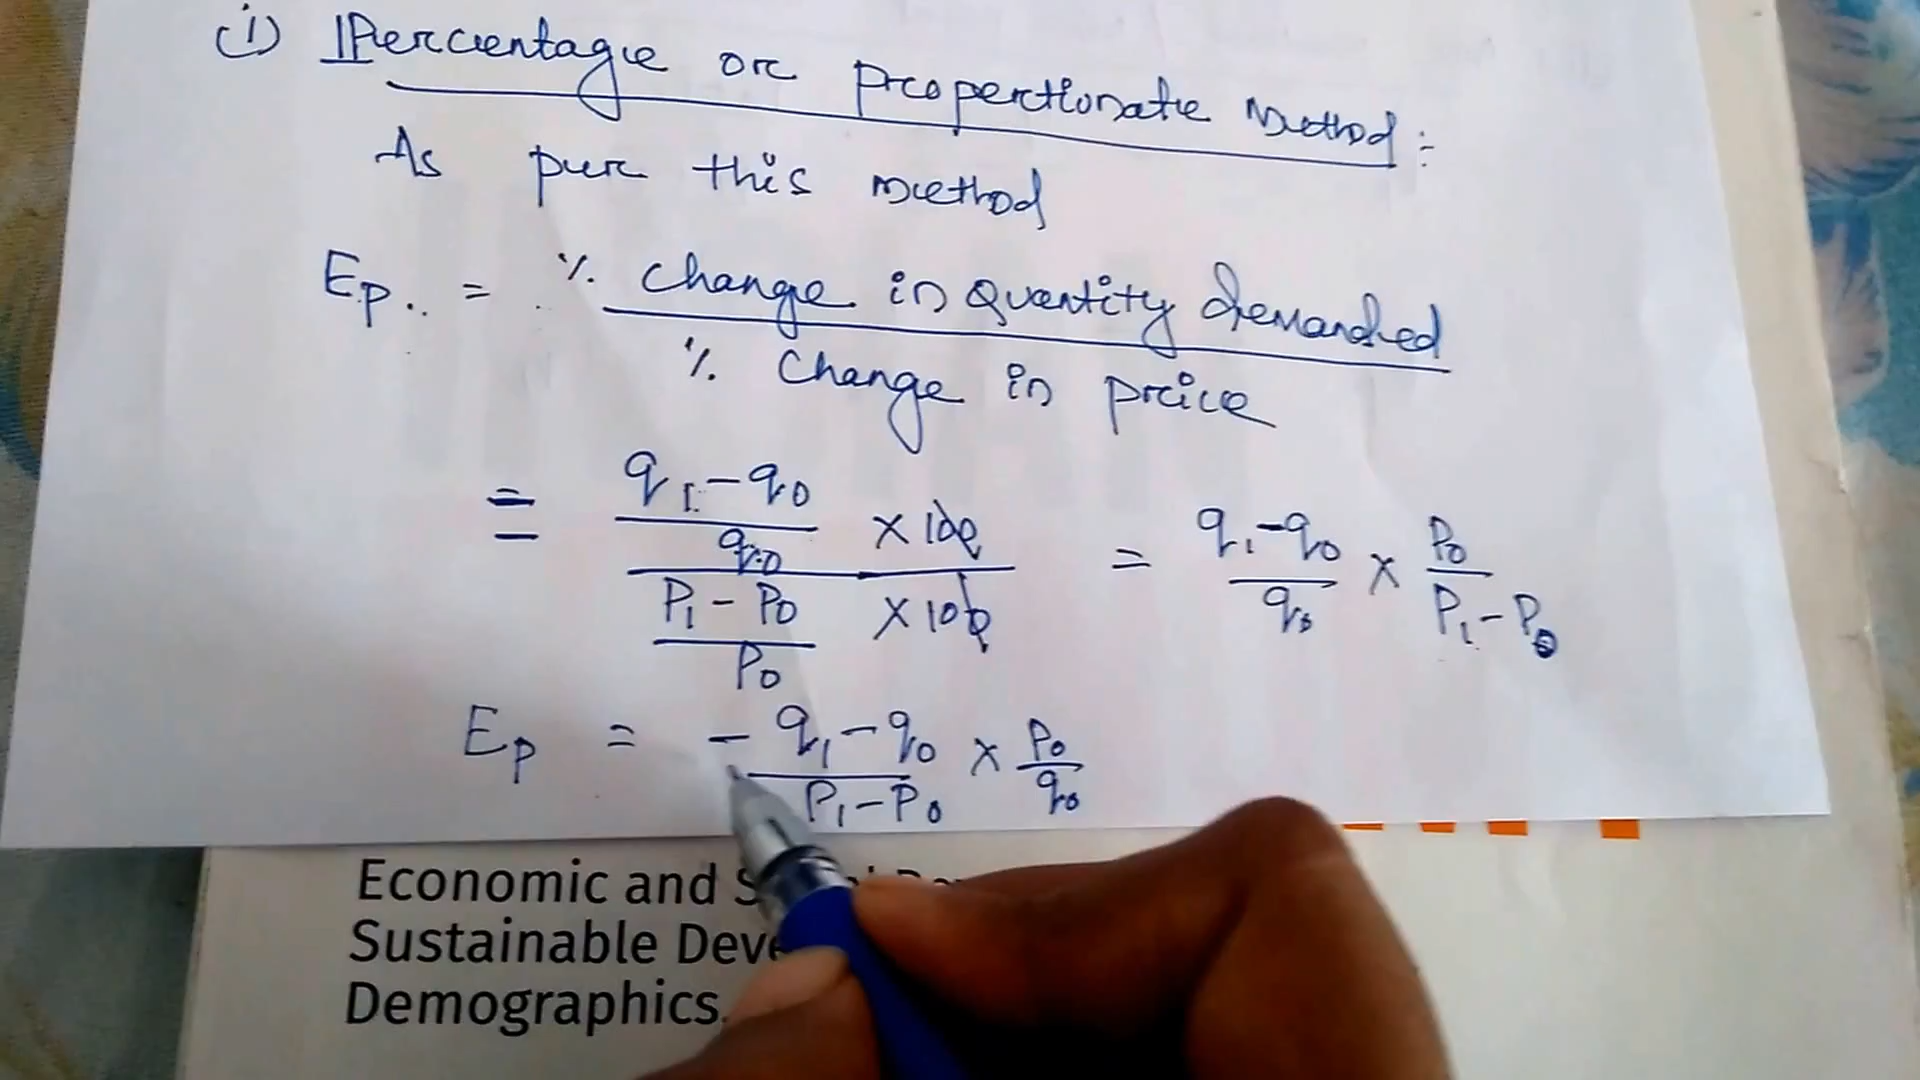 (i) Percentage or Propertionate Method :
As per this method
Ep. = % Change in Quantity demanded
% Change in price
= q1 - q0 / q0 × 100 / P1 - P0 / P0 × 100 = q1 - q0 / q0 × P0 / P1 - P0
Ep = - q1 - q0 / P1 - P0 × P0 / q0
Economic and
Sustainable
Demographics.